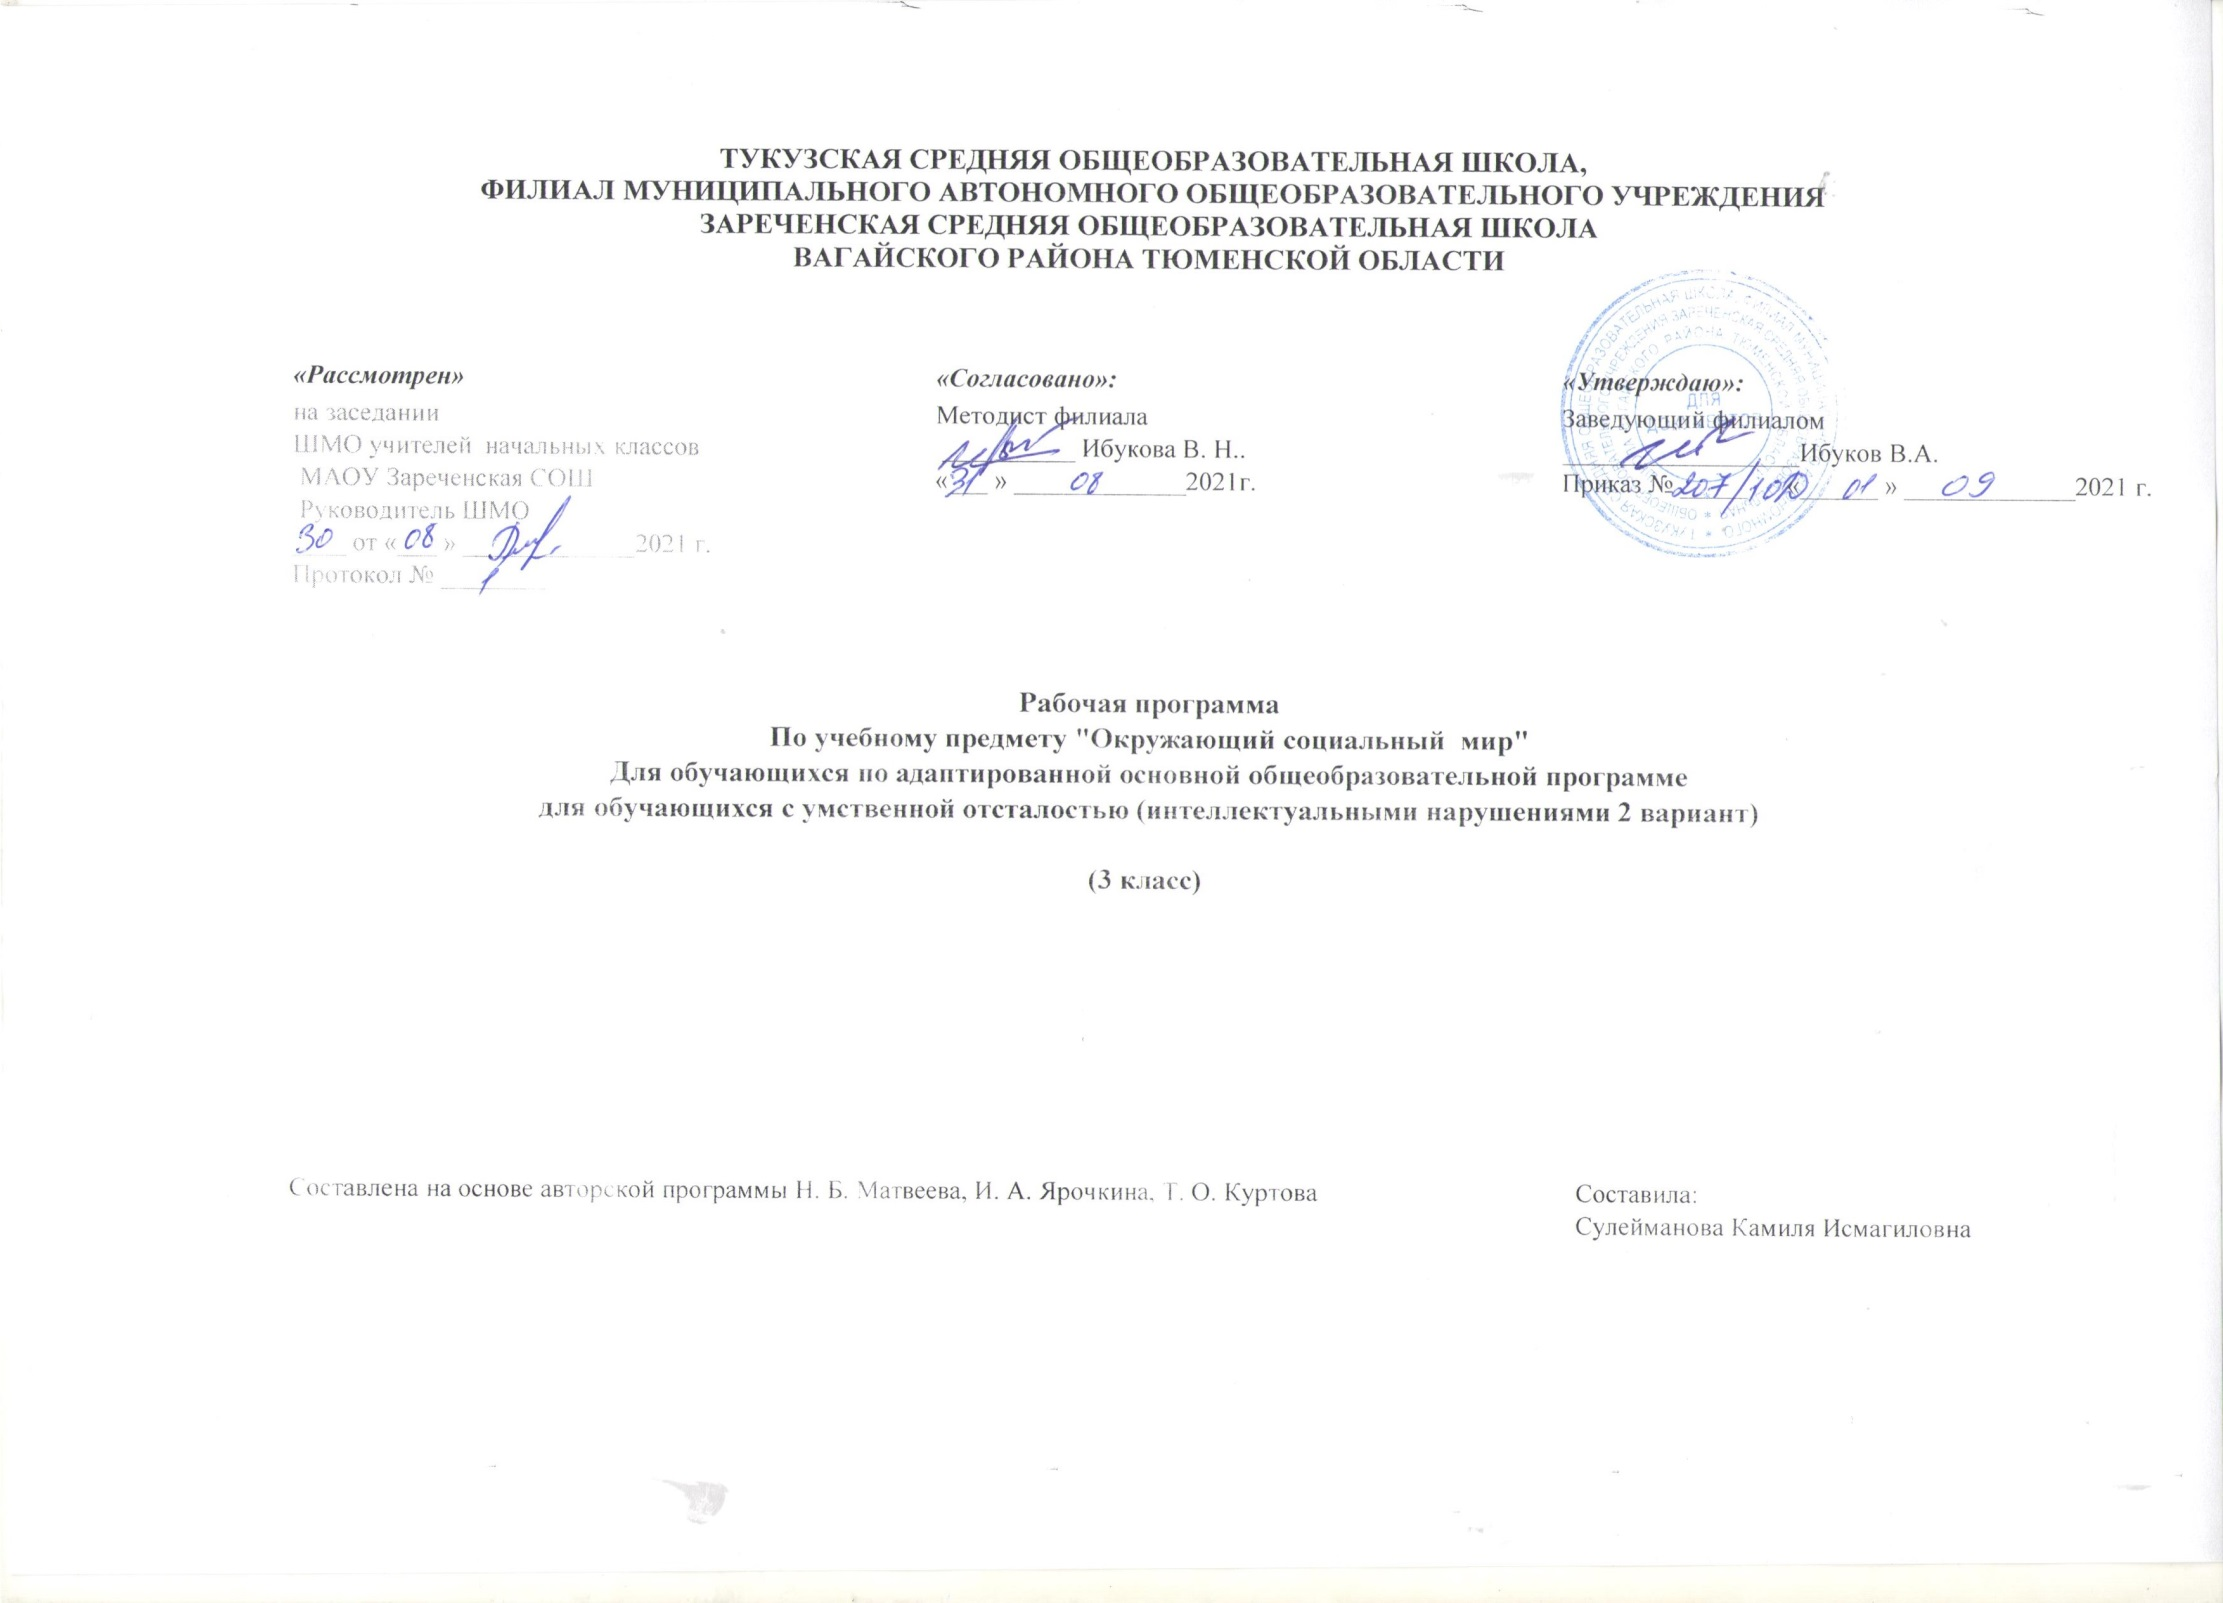 ТУКУЗСКАЯ СРЕДНЯЯ ОБЩЕОБРАЗОВАТЕЛЬНАЯ ШКОЛА,
ФИЛИАЛ МУНИЦИПАЛЬНОГО АВТОНОМНОГО ОБЩЕОБРАЗОВАТЕЛЬНОГО УЧРЕЖДЕНИЯ
ЗАРЕЧЕНСКАЯ СРЕДНЯЯ ОБЩЕОБРАЗОВАТЕЛЬНАЯ ШКОЛА
ВАГАЙСКОГО РАЙОНА ТЮМЕНСКОЙ ОБЛАСТИ
«Рассмотрен»
на заседании
ШМО учителей начальных классов
МАОУ Зареченская СОШ
Руководитель ШМО
30 от «08» 2021 г.
Протокол № 1
«Согласовано»:
Методист филиала
Ибукова В. Н..
«31» 08 2021г.
«Утверждаю»:
Заведующий филиалом
Ибуков В.А.
Приказ № 207/1 « 01 » 09 2021 г.
ДЛЯ
Рабочая программа
По учебному предмету "Окружающий социальный мир"
Для обучающихся по адаптированной основной общеобразовательной программе
для обучающихся с умственной отсталостью (интеллектуальными нарушениями 2 вариант)
(3 класс)
Составлена на основе авторской программы Н. Б. Матвеева, И. А. Ярочкина, Т. О. Куртова
Составила:
Сулейманова Камиля Исмагиловна